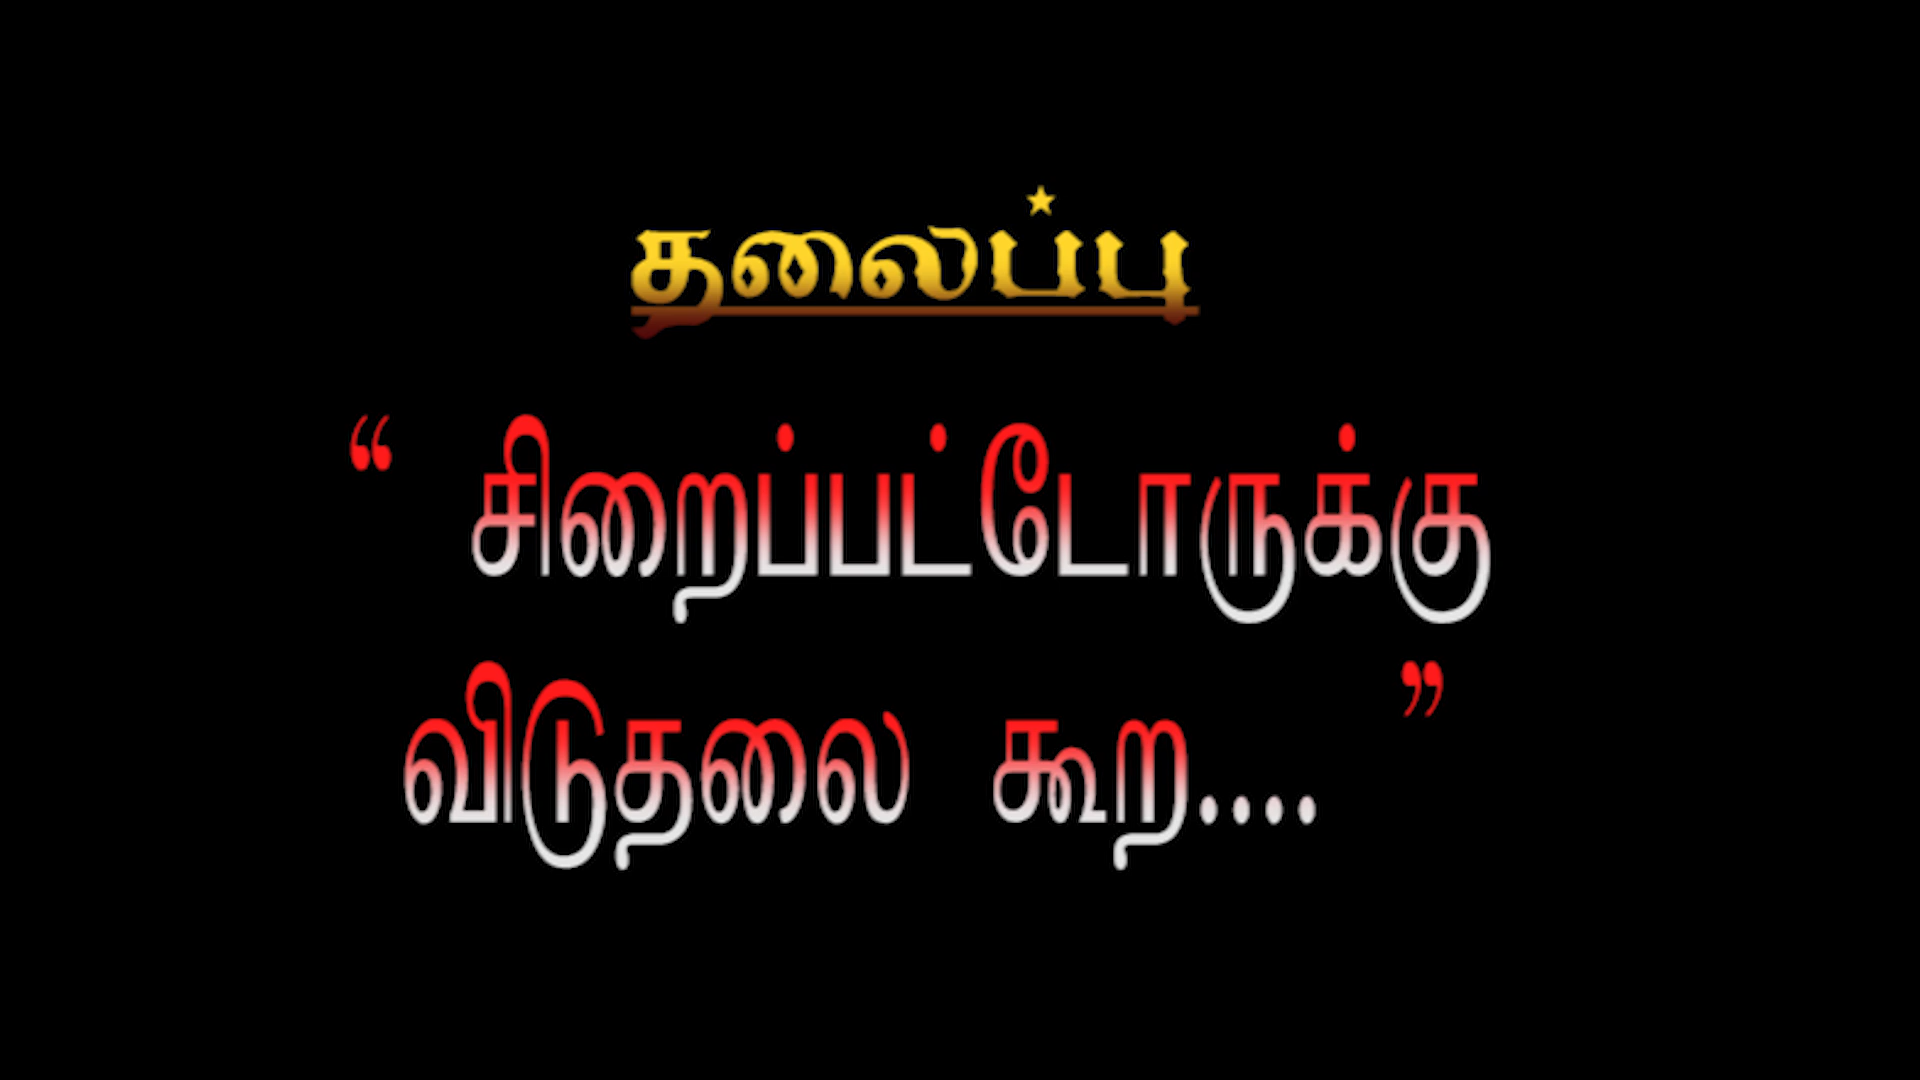 தலைப்பு
“ சிறைப்பட்டோருக்கு
விடுதலை கூற.... ”